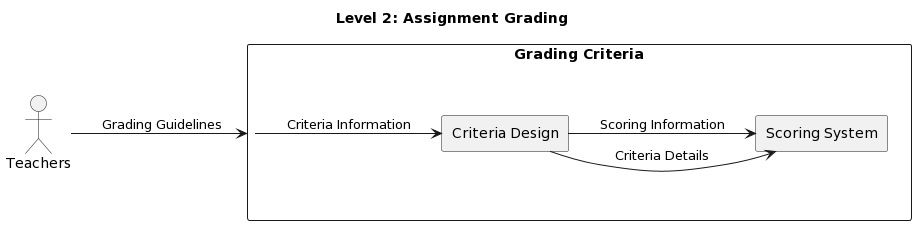 Level 2: Assignment Grading
Grading Criteria
Grading Guidelines
Criteria Information
Scoring Information
Criteria Design
Scoring System
Criteria Details
Teachers